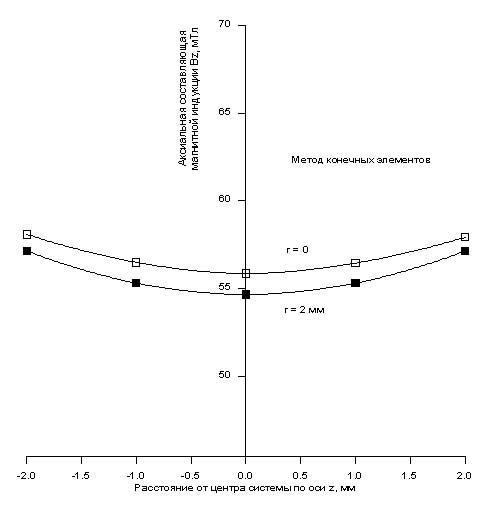 70
Аксиальная составляющая
магнитной индукции Bz, мТл
65
Метод конечных элементов
60
r = 0
55
r = 2 мм
50
-2.0 -1.5 -1.0 -0.5 0.0 0.5 1.0 1.5 2.0
Расстояние от центра системы по оси z, мм